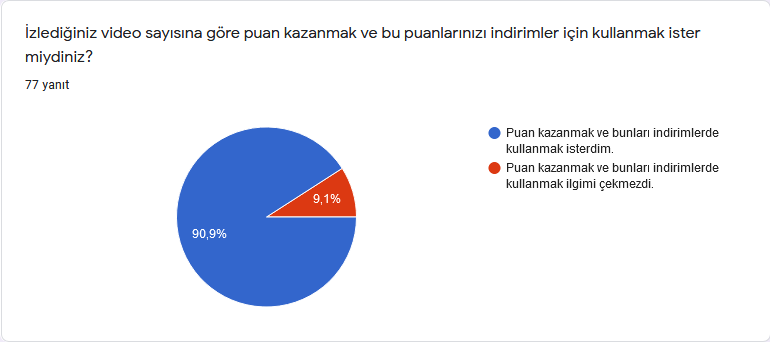 İzlediğiniz video sayısına göre puan kazanmak ve bu puanlarınızı indirimler için kullanmak ister
miydiniz?
77 yanıt
Puan kazanmak ve bunları indirimlerde
kullanmak isterdim.
Puan kazanmak ve bunları indirimlerde
kullanmak ilgimi çekmezdi.
9,1%
90,9%